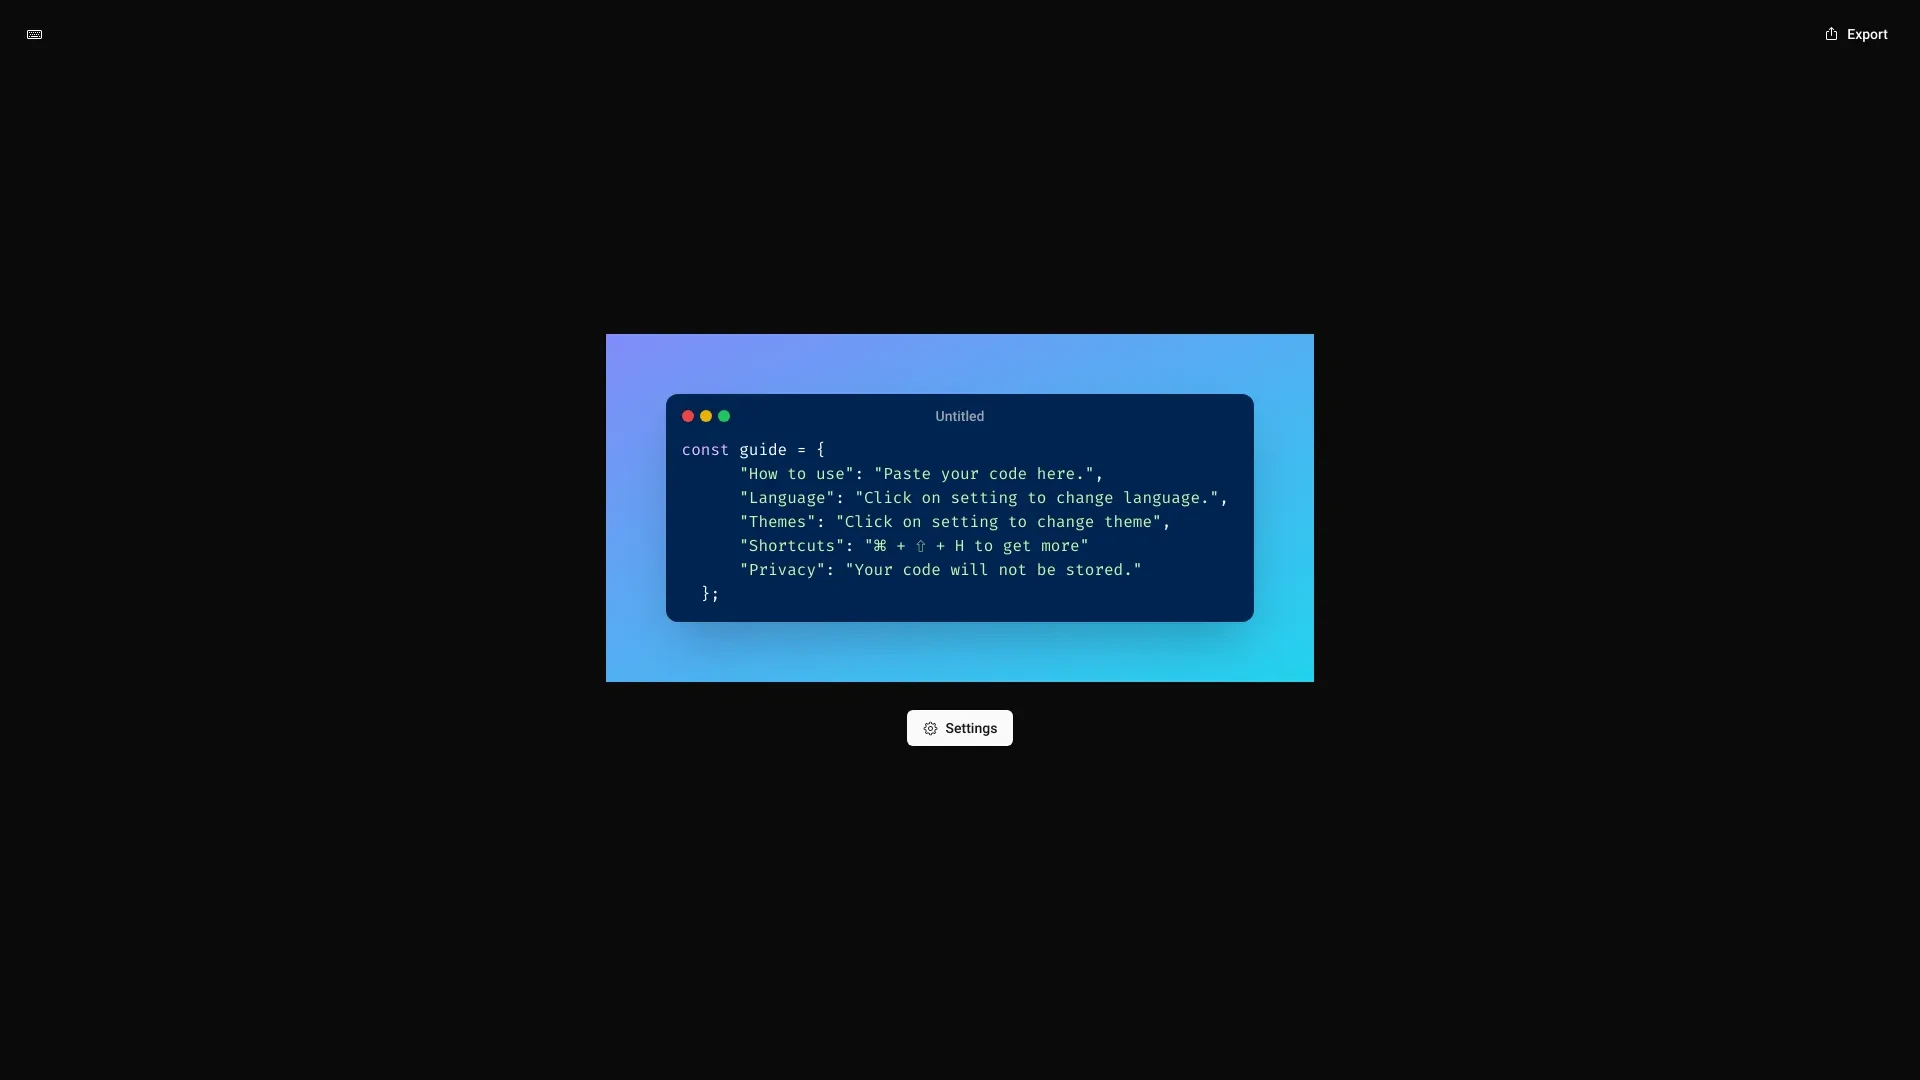 Export
Untitled
const guide = {
"How to use": "Paste your code here.",
"Language": "Click on setting to change language.",
"Themes": "Click on setting to change theme",
"Shortcuts": "⌘ + ⇧ + H to get more"
"Privacy": "Your code will not be stored."
};
Settings